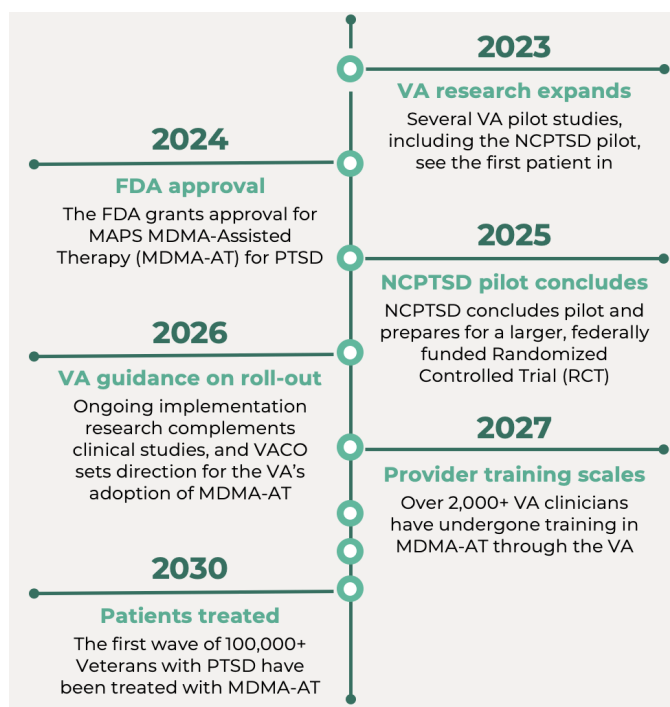 2023
VA research expands
Several VA pilot studies,
including the NCPTSD pilot,
see the first patient in
2024
FDA approval
The FDA grants approval for
MAPS MDMA-Assisted
Therapy (MDMA-AT) for PTSD
2025
NCPTSD pilot concludes
NCPTSD concludes pilot and
prepares for a larger, federally
funded Randomized
Controlled Trial (RCT)
2026
VA guidance on roll-out
Ongoing implementation
research complements
clinical studies, and VACO
sets direction for the VA's
adoption of MDMA-AT
2027
Provider training scales
Over 2,000+ VA clinicians
have undergone training in
MDMA-AT through the VA
2030
Patients treated
The first wave of 100,000+
Veterans with PTSD have
been treated with MDMA-AT